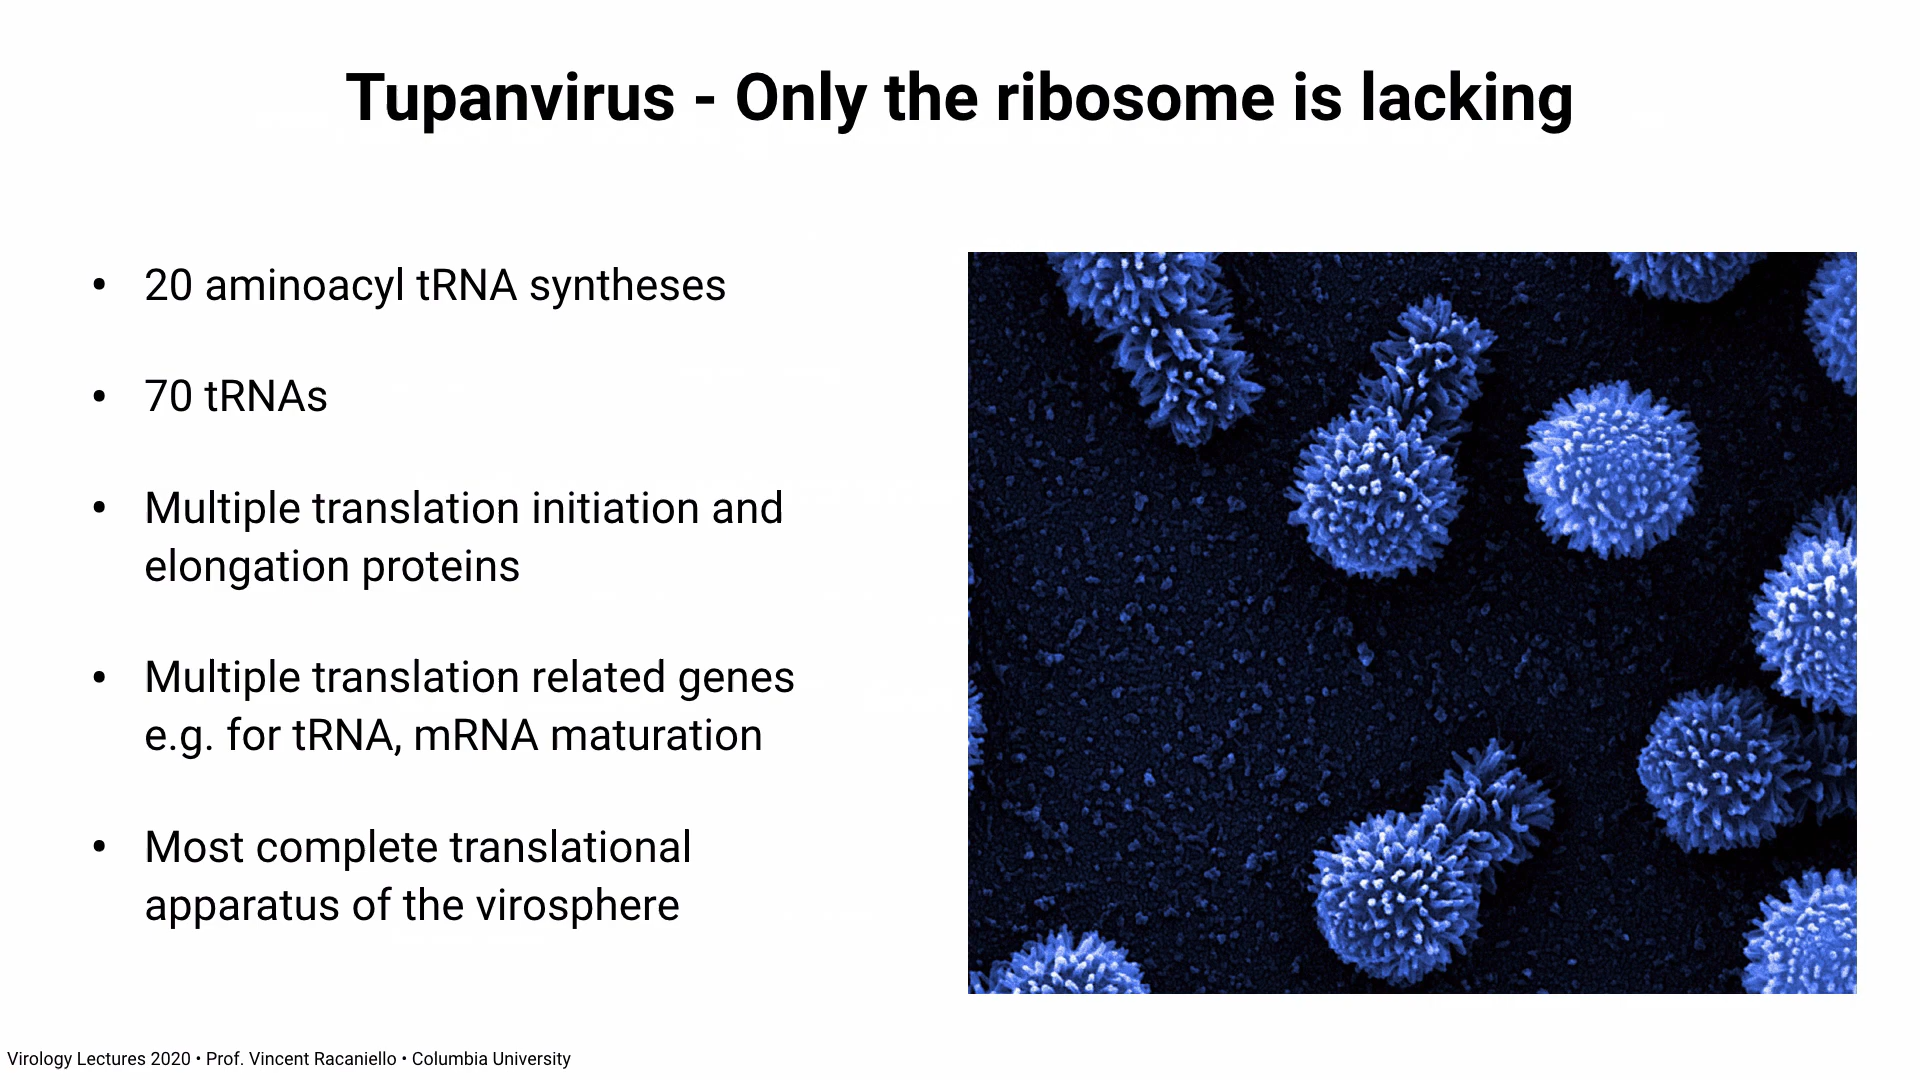 Tupanvirus - Only the ribosome is lacking
• 20 aminoacyl tRNA syntheses
• 70 tRNAs
• Multiple translation initiation and
elongation proteins
• Multiple translation related genes
e.g. for tRNA, mRNA maturation
• Most complete translational
apparatus of the virosphere
Virology Lectures 2020 • Prof. Vincent Racaniello • Columbia University